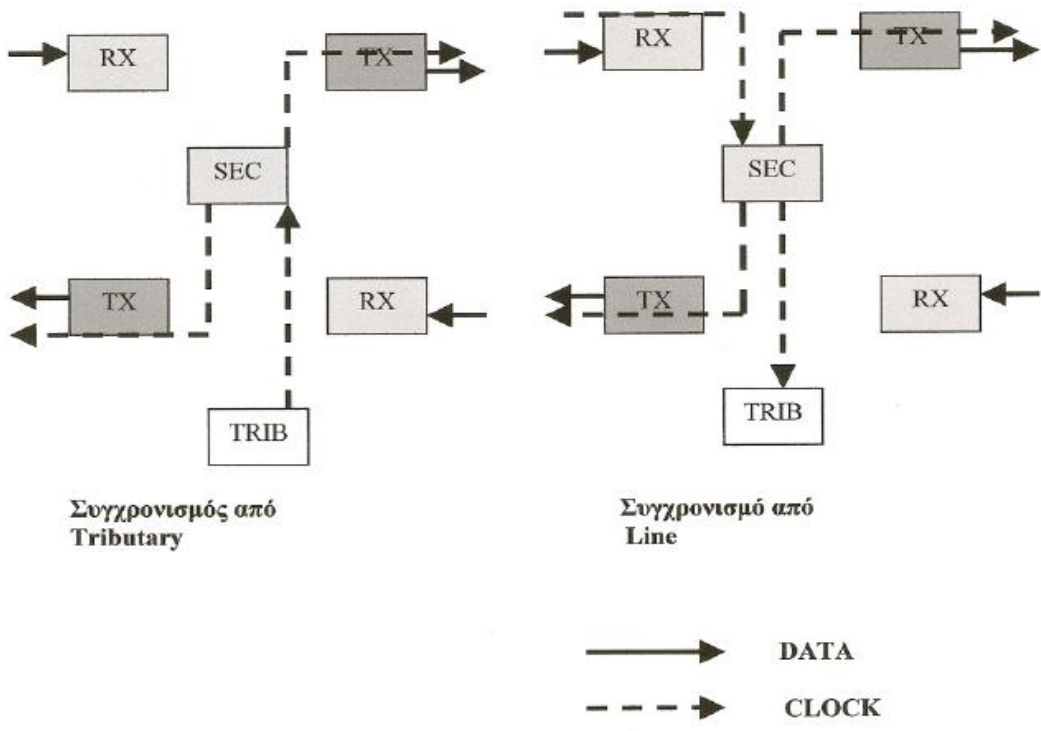 RX
TX
RX
TX
SEC
SEC
TX
RX
TX
RX
TRIB
TRIB
Συγχρονισμός από
Tributary
Συγχρονισμό από
Line
DATA
CLOCK